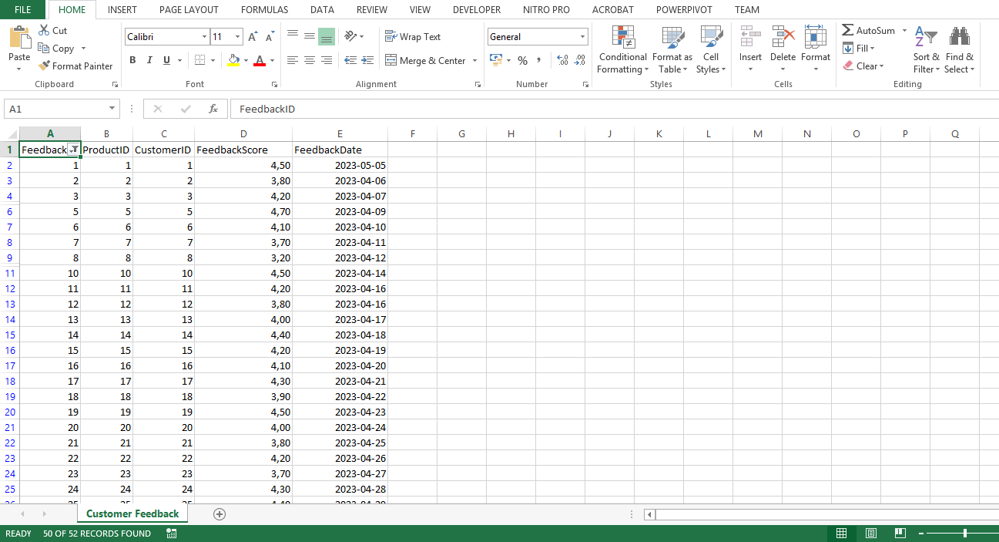 FILE HOME INSERT PAGE LAYOUT FORMULAS DATA REVIEW VIEW DEVELOPER NITRO PRO ACROBAT POWERPIVOT TEAM
Paste Cut Copy Format Painter Clipboard
Calibri 11 A A B I U A Font
Wrap Text Merge & Center Alignment
General % , ,0 ,00 ,00 ,0 Number
Conditional Formatting Format as Table Cell Styles Styles
Insert Delete Format Cells
AutoSum Fill Clear Sort & Filter Find & Select Editing
A1 fx FeedbackID
A B C D E F G H I J K L M N O P Q
1 Feedback ProductID CustomerID FeedbackScore FeedbackDate
2 1 1 1 4,50 2023-05-05
3 2 2 2 3,80 2023-04-06
4 3 3 3 4,20 2023-04-07
6 5 5 5 4,70 2023-04-09
7 6 6 6 4,10 2023-04-10
8 7 7 7 3,70 2023-04-11
9 8 8 8 3,20 2023-04-12
11 10 10 10 4,50 2023-04-14
12 11 11 11 4,20 2023-04-16
13 12 12 12 3,80 2023-04-16
14 13 13 13 4,00 2023-04-17
15 14 14 14 4,40 2023-04-18
16 15 15 15 4,20 2023-04-19
17 16 16 16 4,10 2023-04-20
18 17 17 17 4,30 2023-04-21
19 18 18 18 3,90 2023-04-22
20 19 19 19 4,50 2023-04-23
21 20 20 20 4,00 2023-04-24
22 21 21 21 3,80 2023-04-25
23 22 22 22 4,20 2023-04-26
24 23 23 23 3,70 2023-04-27
25 24 24 24 4,30 2023-04-28
Customer Feedback
READY 50 OF 52 RECORDS FOUND